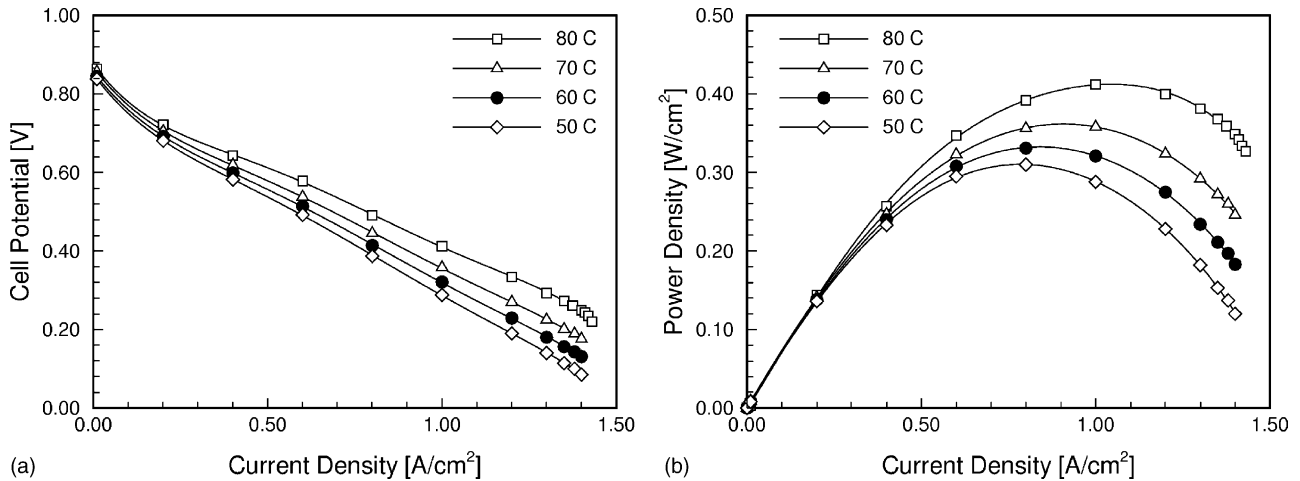 1.00
0.80
0.60
0.40
0.20
0.00
0.00
0.50
1.00
1.50
Cell Potential [V]
Current Density [A/cm²]
80 C
70 C
60 C
50 C
(a)
0.50
0.40
0.30
0.20
0.10
0.00
0.00
0.50
1.00
1.50
Power Density [W/cm²]
Current Density [A/cm²]
80 C
70 C
60 C
50 C
(b)